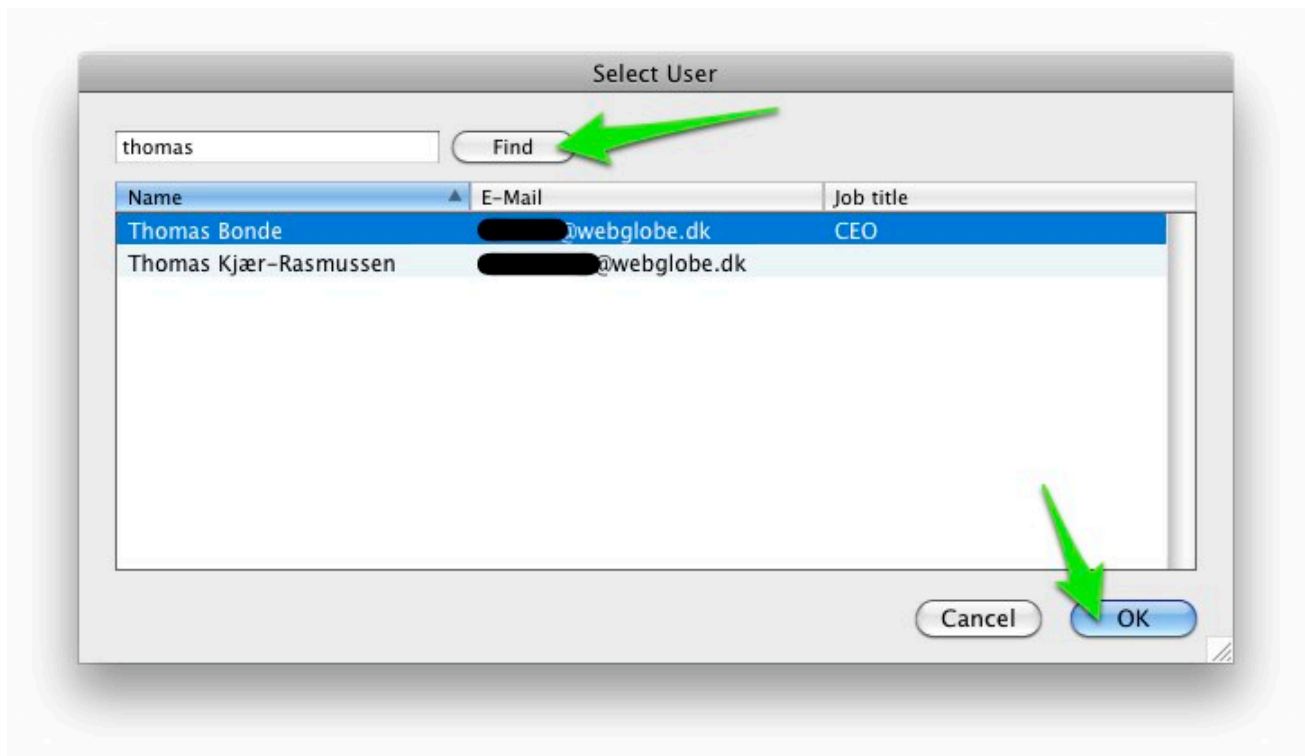 Select User
thomas Find
Name E-Mail Job title
Thomas Bonde @webglobe.dk CEO
Thomas Kjær-Rasmussen @webglobe.dk
Cancel OK